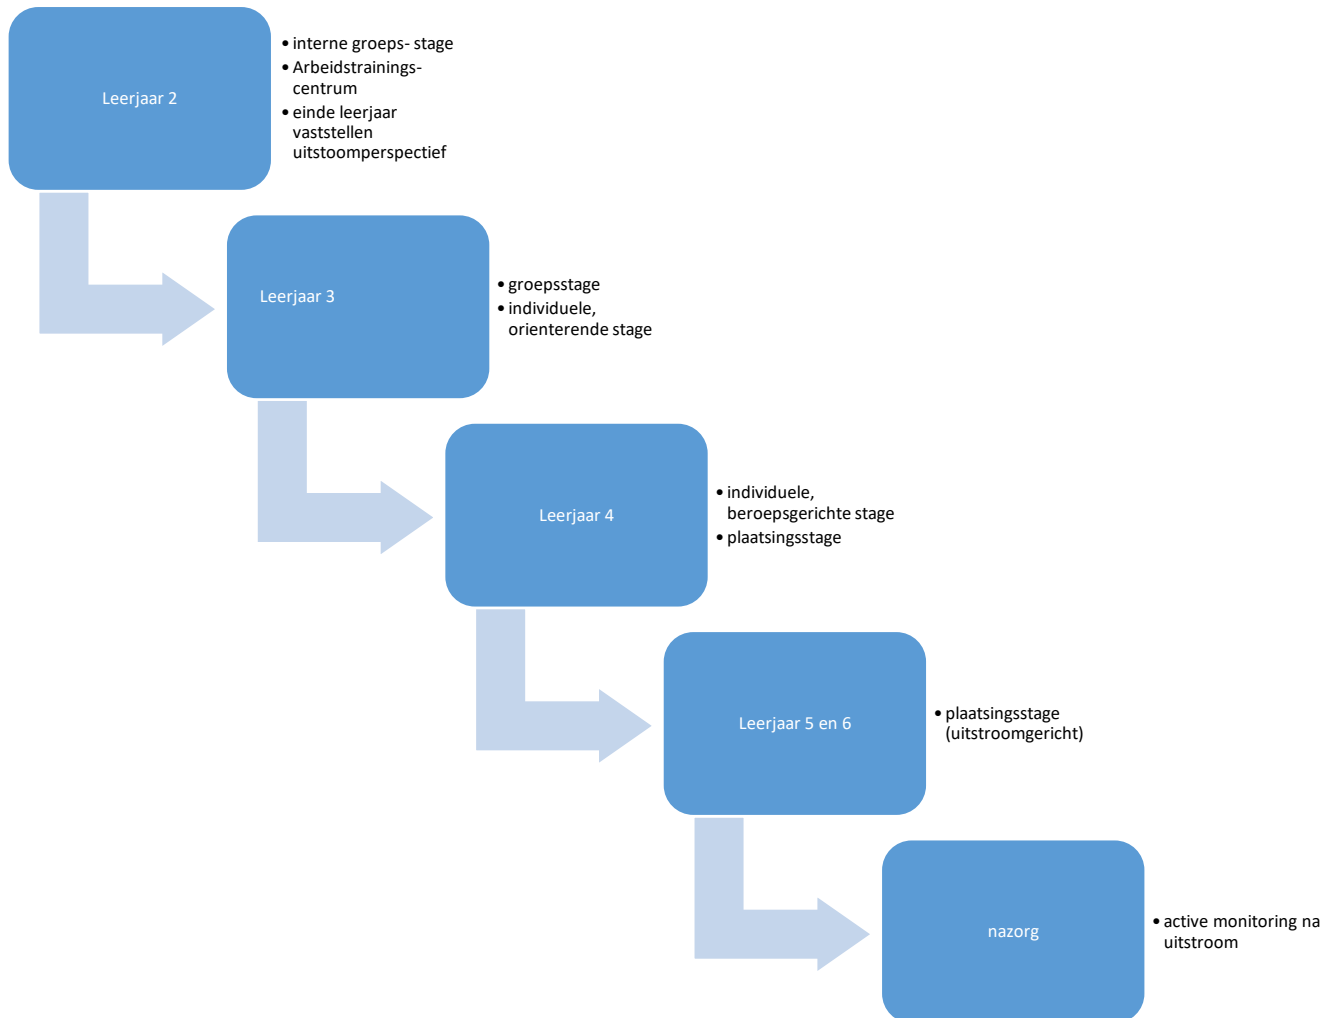 Leerjaar 2
• interne groeps- stage
• Arbeidstrainings-
centrum
• einde leerjaar
vaststellen
uitstoomperspectief
Leerjaar 3
• groepsstage
• individuele,
orienterende stage
Leerjaar 4
• individuele,
beroepsgerichte stage
• plaatsingsstage
Leerjaar 5 en 6
• plaatsingsstage
(uitstroomgericht)
nazorg
• active monitoring na
uitstroom